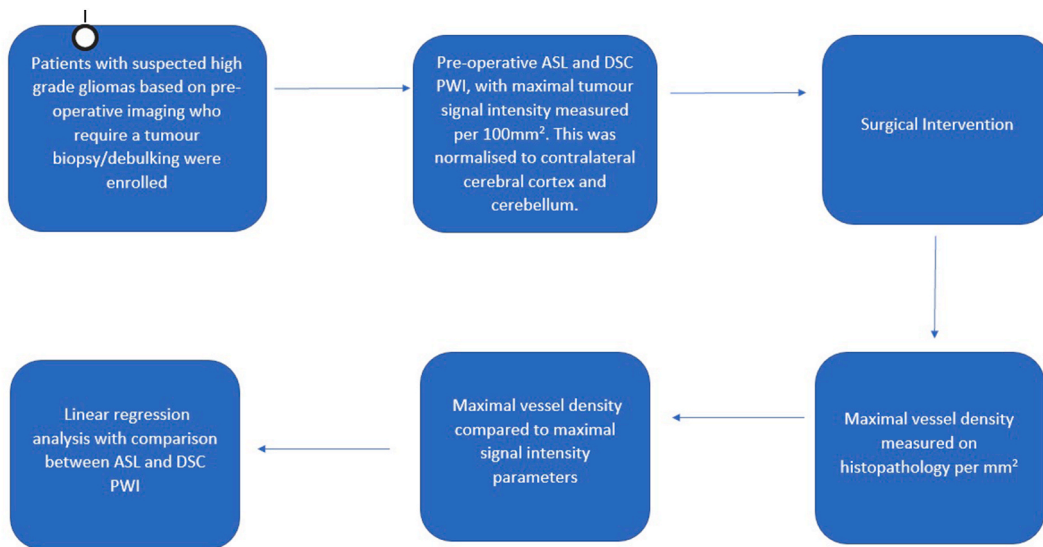 Patients with suspected high
grade gliomas based on pre-
operative imaging who
require a tumour
biopsy/debulking were
enrolled
Pre-operative ASL and DSC
PWI, with maximal tumour
signal intensity measured
per 100mm². This was
normalised to contralateral
cerebral cortex and
cerebellum.
Surgical Intervention
Maximal vessel density
measured on
histopathology per mm²
Maximal vessel density
compared to maximal
signal intensity
parameters
Linear regression
analysis with comparison
between ASL and DSC
PWI